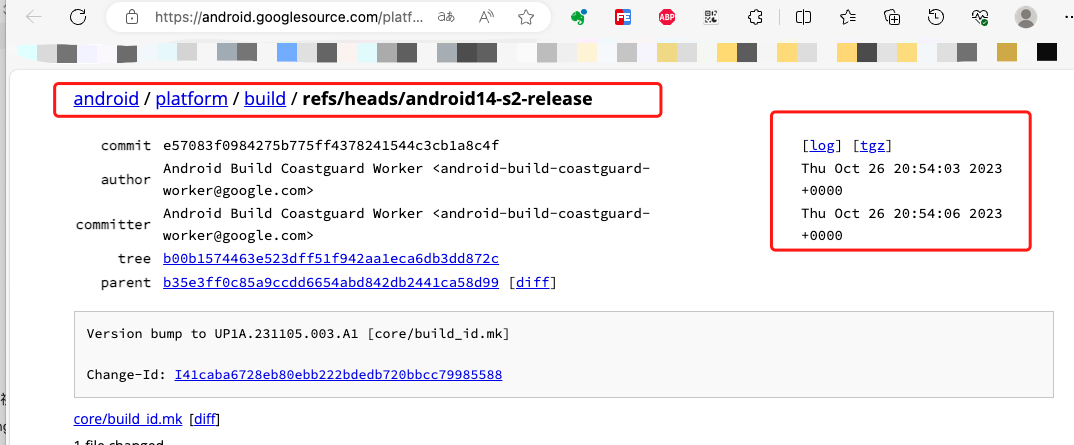 https://android.googlesource.com/platf...
android / platform / build / refs/heads/android14-s2-release
commit e57083f0984275b775ff4378241544c3cb1a8c4f [log] [tgz]
author Android Build Coastguard Worker <android-build-coastguard-worker@google.com> Thu Oct 26 20:54:03 2023 +0000
committer Android Build Coastguard Worker <android-build-coastguard-worker@google.com> Thu Oct 26 20:54:06 2023 +0000
tree b00b1574463e523dff51f942aa1eca6db3dd872c
parent b35e3ff0c85a9ccdd6654abd842db2441ca58d99 [diff]
Version bump to UP1A.231105.003.A1 [core/build_id.mk]
Change-Id: I41caba6728eb80ebb222bdedb720bbcc79985588
core/build_id.mk [diff]
1 file changed